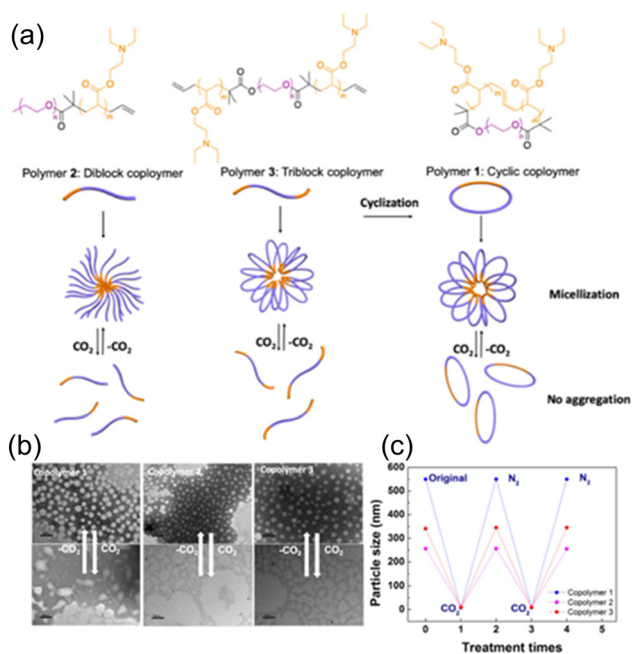 (a)
N
N
N
N
O
O
O
O
O
O
O
O
n
m
O
O
m
O
n
O
m
O
m
m
O
O
O
O
N
O
n
O
Polymer 2: Diblock coploymer
Polymer 3: Triblock coploymer
Polymer 1: Cyclic coploymer
Cyclization
Micellization
CO₂ -CO₂
CO₂ -CO₂
CO₂ -CO₂
No aggregation
(b)
Copolymer 1
Copolymer 2
Copolymer 3
-CO₂ CO₂
-CO₂ CO₂
-CO₂ CO₂
(c)
Particle size (nm)
600
500
400
300
200
100
0
Original
N₂
N₂
CO₂
CO₂
Copolymer 1
Copolymer 2
Copolymer 3
0 1 2 3 4 5
Treatment times